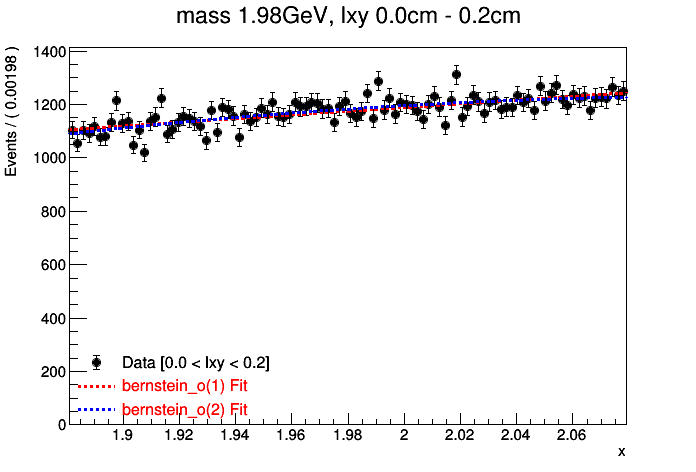 mass 1.98GeV, lxy 0.0cm - 0.2cm
Events / ( 0.00198 )
1400
1200
1000
800
600
400
200
0
Data [0.0 < lxy < 0.2]
bernstein_o(1) Fit
bernstein_o(2) Fit
1.9 1.92 1.94 1.96 1.98 2 2.02 2.04 2.06
x